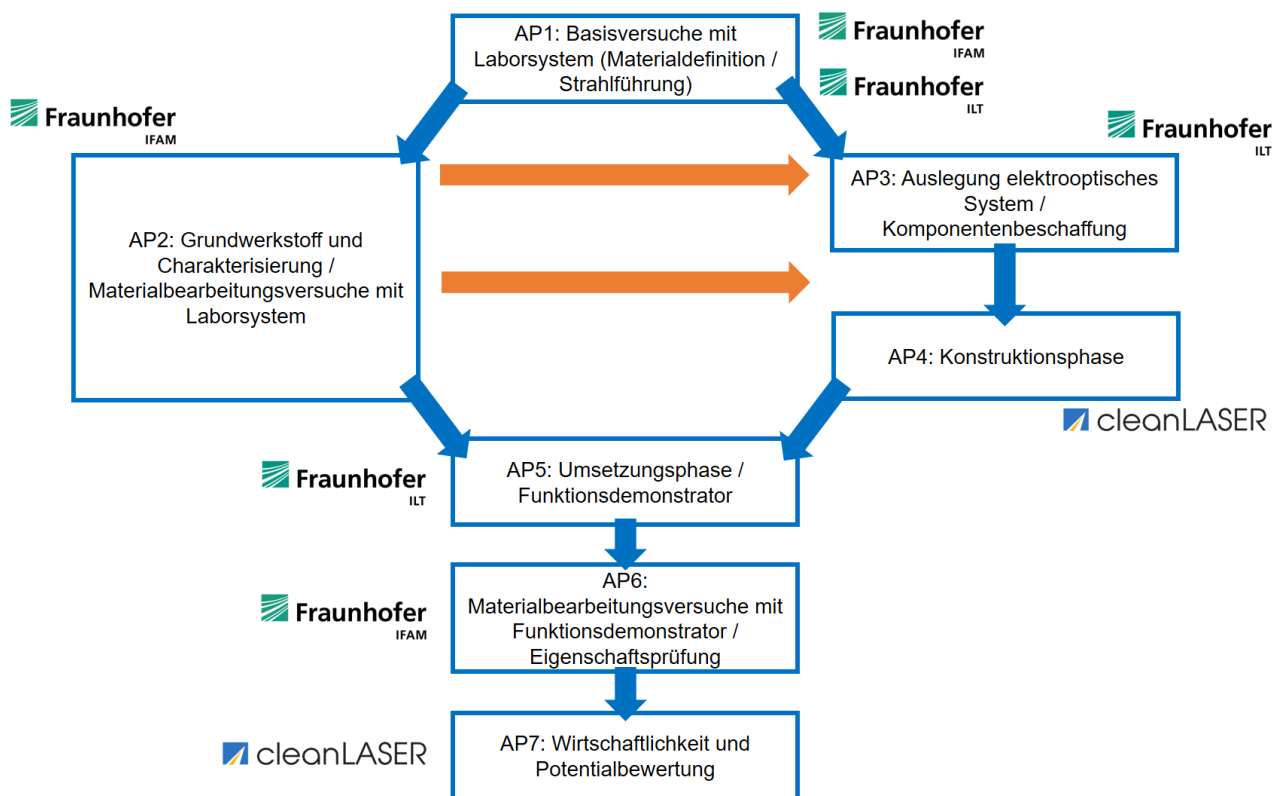 AP1: Basisversuche mit
Laborsystem (Materialdefinition /
Strahlführung)
Fraunhofer
IFAM
Fraunhofer
ILT
Fraunhofer
IFAM
Fraunhofer
ILT
AP2: Grundwerkstoff und
Charakterisierung /
Materialbearbeitungsversuche mit
Laborsystem
AP3: Auslegung elektrooptisches
System /
Komponentenbeschaffung
AP4: Konstruktionsphase
cleanLASER
Fraunhofer
ILT
AP5: Umsetzungsphase /
Funktionsdemonstrator
Fraunhofer
IFAM
AP6:
Materialbearbeitungsversuche mit
Funktionsdemonstrator /
Eigenschaftsprüfung
cleanLASER
AP7: Wirtschaftlichkeit und
Potentialbewertung